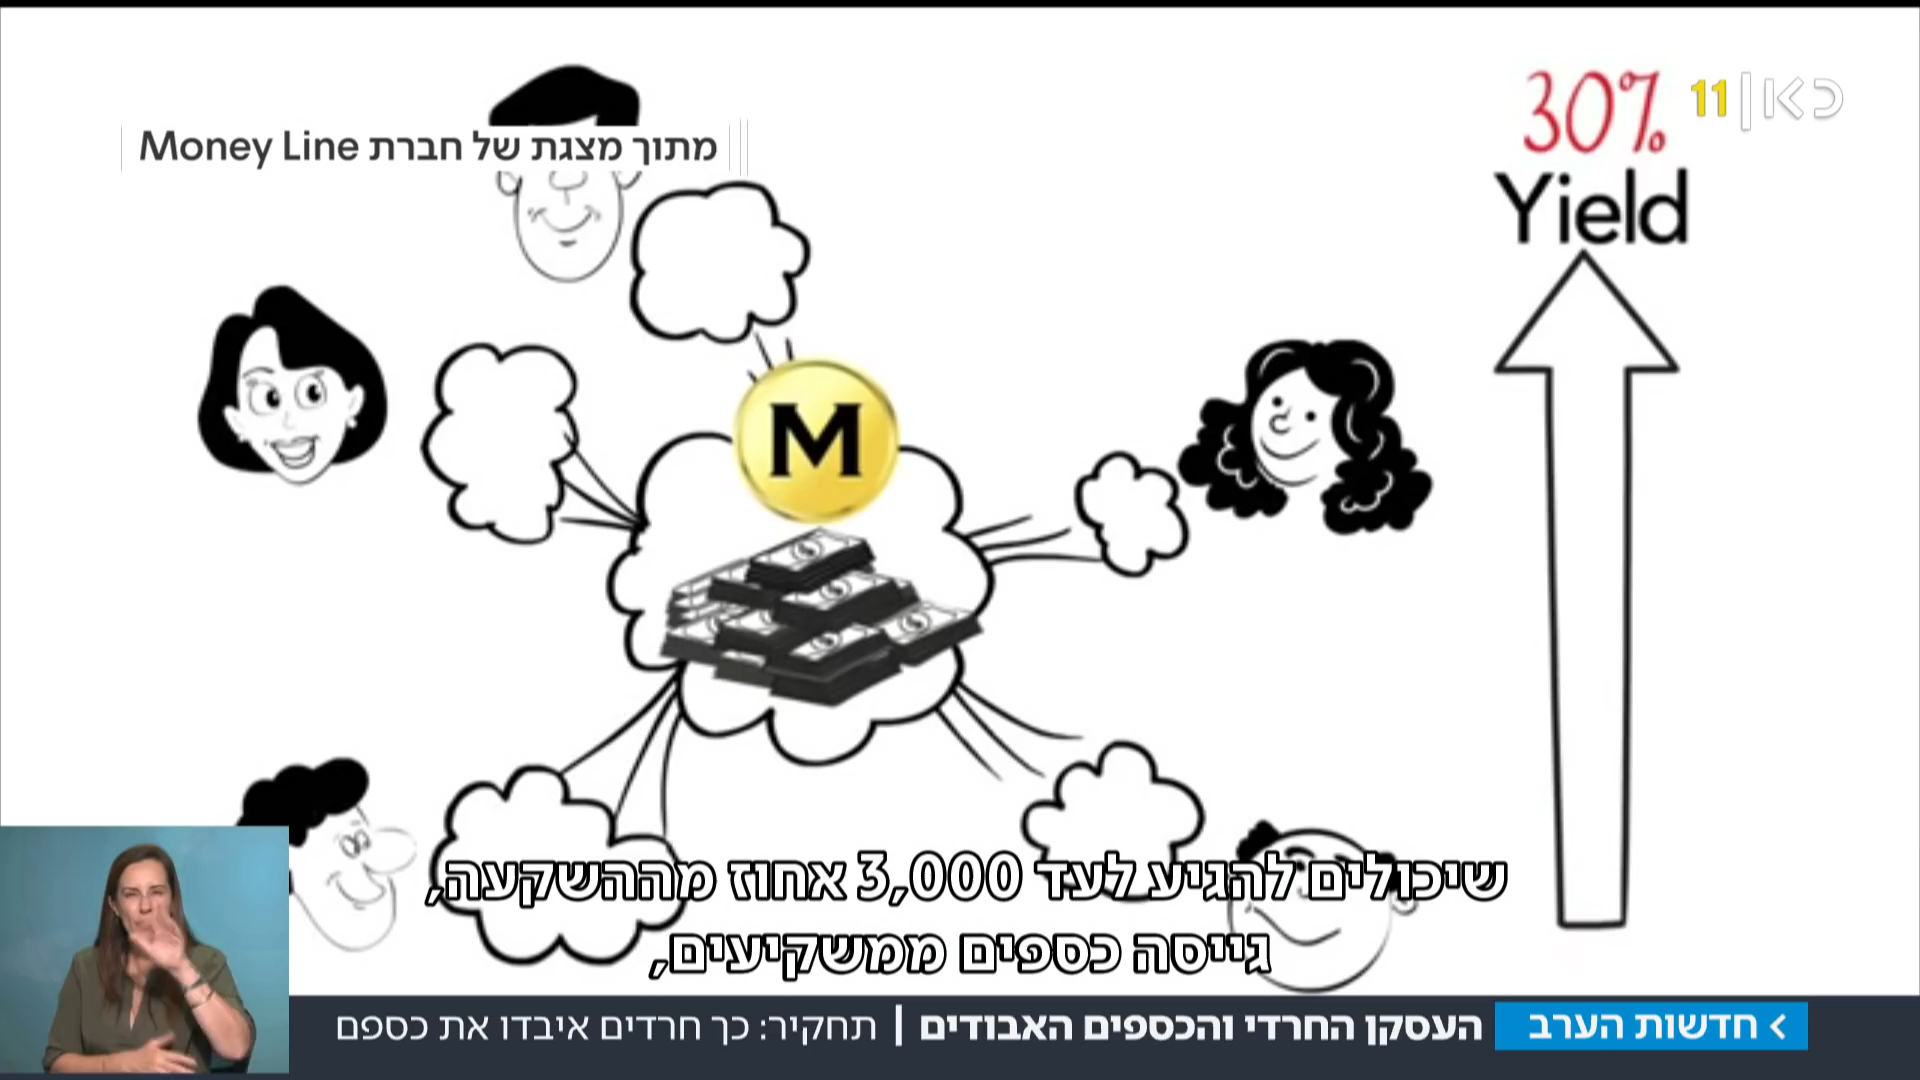 30%
Yield
כאן|11
מתוך מצגת של חברת Money Line
M
שיכולים להגיע לעד 3,000 אחוז מההשקעה,
גייסה כספים ממשקיעים,
חדשות הערב
העסקן החרדי והכספים האבודים | תחקיר: כך חרדים איבדו את כספם